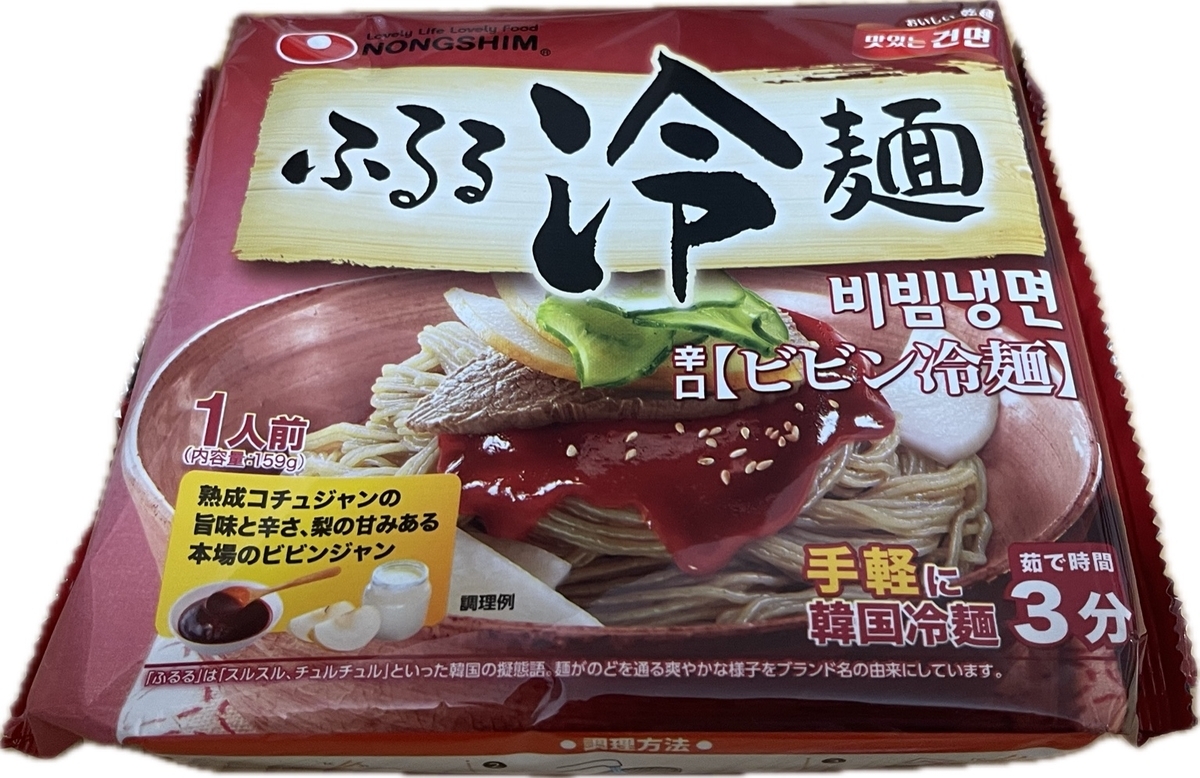 Lovely Life Lovely Food
NONGSHIM®
おいしい 乾麺
맛있는 건면
ふるる 冷麺
비빔냉면
辛口【ビビン冷麺】
1人前
(内容量:159g)
熟成コチュジャンの
旨味と辛さ、梨の甘みある
本場のビビンジャン
調理例
手軽に
韓国冷麺
茹で時間
3分
「ふるる」は「スルスル、チュルチュル」といった韓国の擬態語。麺がのどを通る爽やかな様子をブランド名の由来にしています。
●調理方法●